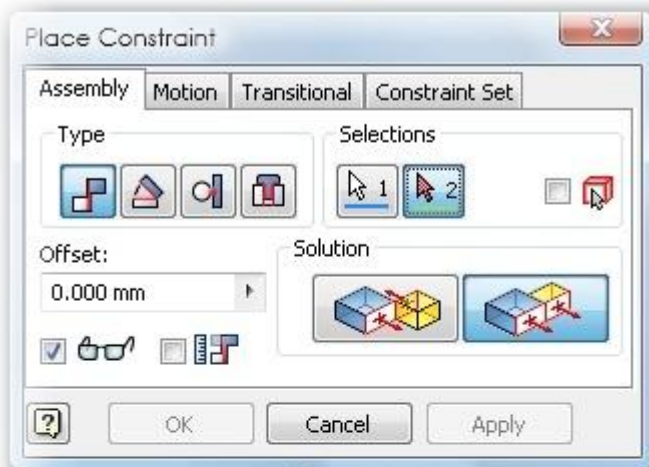 Place Constraint
Assembly Motion Transitional Constraint Set
Type Selections
1 2
Offset: Solution
0.000 mm
OK Cancel Apply